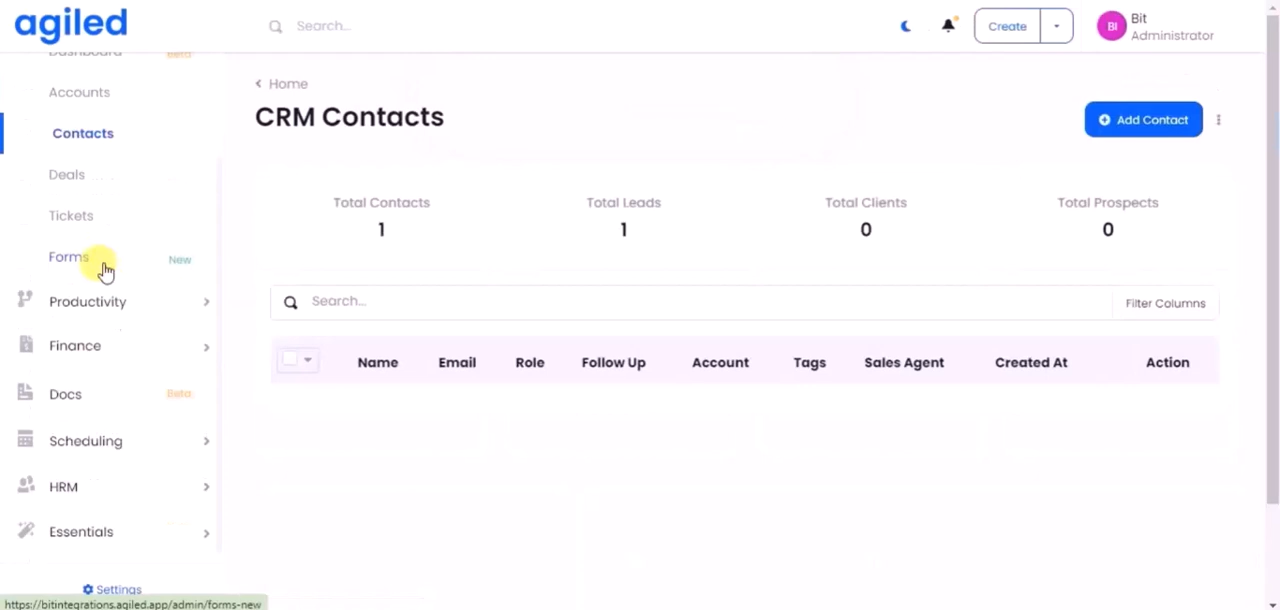 agiled
Search...
Create
BI
Bit
Administrator
Dashboard
Beta
Accounts
Contacts
Deals
Tickets
Forms
New
Productivity
Finance
Docs
Beta
Scheduling
HRM
Essentials
Settings
https://bitintegrations.agiled.app/admin/forms-new
Home
CRM Contacts
Add Contact
Total Contacts
1
Total Leads
1
Total Clients
0
Total Prospects
0
Search...
Filter Columns
Name Email Role Follow Up Account Tags Sales Agent Created At Action